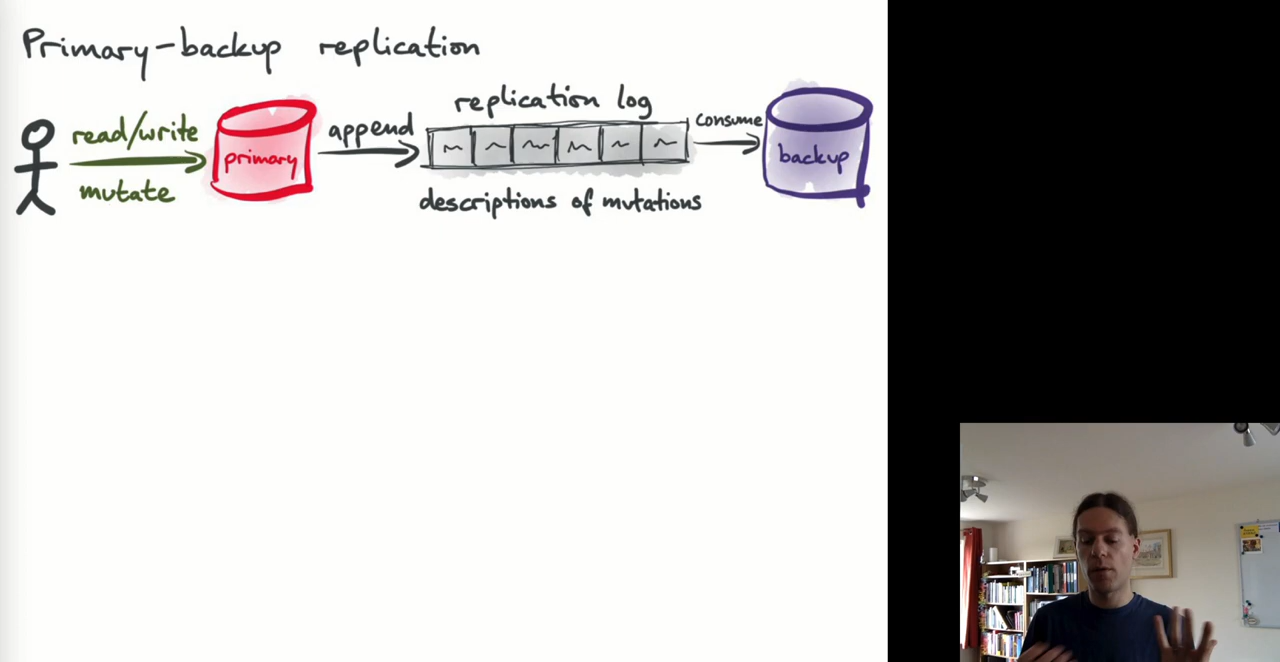 Primary-backup replication
read/write
mutate
primary
append
replication log
descriptions of mutations
consume
backup